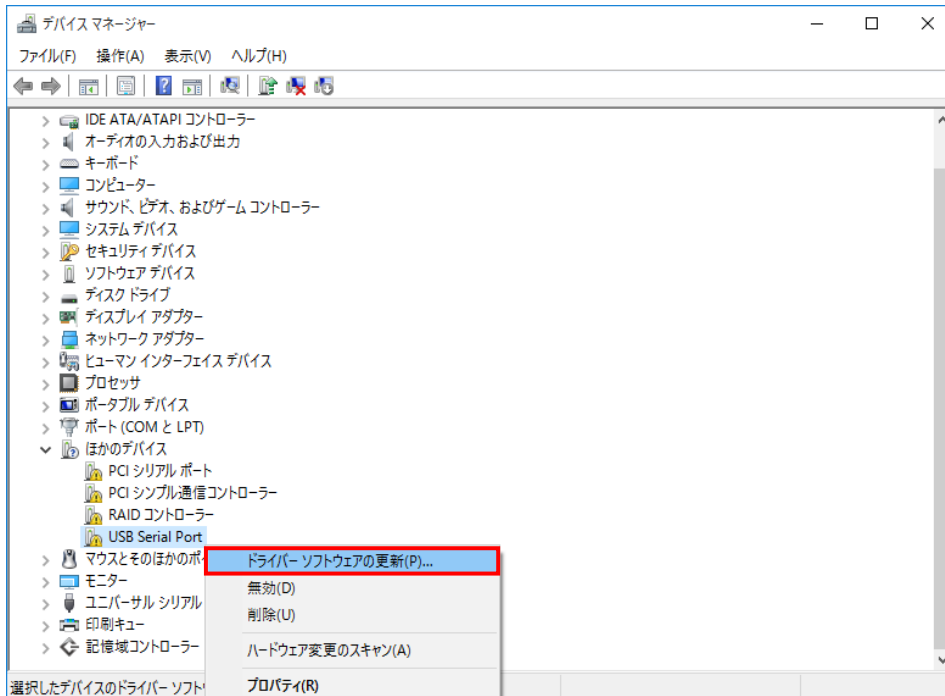 デバイス マネージャー
ファイル(F) 操作(A) 表示(V) ヘルプ(H)
IDE ATA/ATAPI コントローラー
オーディオの入力および出力
キーボード
コンピューター
サウンド、ビデオ、およびゲーム コントローラー
システム デバイス
セキュリティ デバイス
ソフトウェア デバイス
ディスク ドライブ
ディスプレイ アダプター
ネットワーク アダプター
ヒューマン インターフェイス デバイス
プロセッサ
ポータブル デバイス
ポート (COM と LPT)
ほかのデバイス
PCI シリアル ポート
PCI シンプル通信コントローラー
RAID コントローラー
USB Serial Port
マウスとそのほかのポ
モニター
ユニバーサル シリアル
印刷キュー
記憶域コントローラー
ドライバー ソフトウェアの更新(P)...
無効(D)
削除(U)
ハードウェア変更のスキャン(A)
プロパティ(R)
選択したデバイスのドライバー ソフト